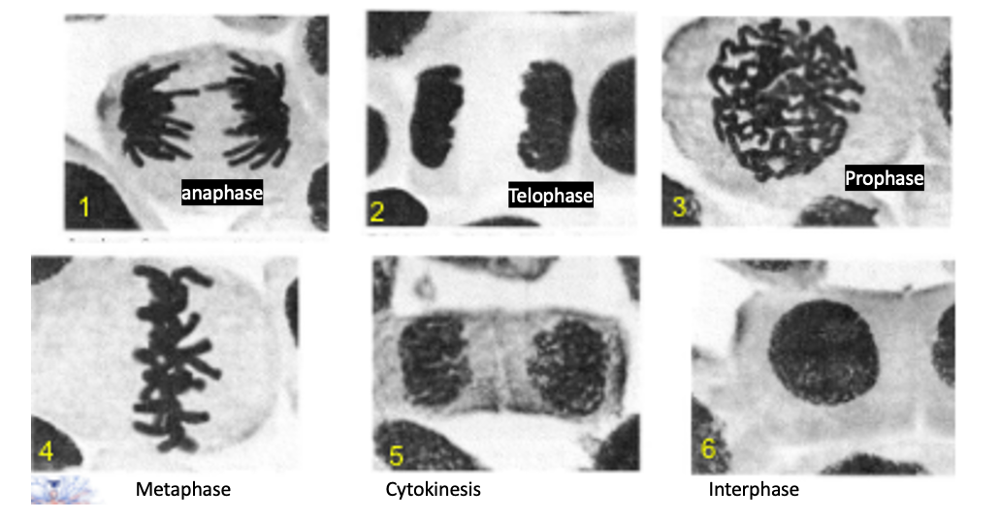 anaphase
1
Telophase
2
Prophase
3
4
Metaphase
5
Cytokinesis
6
Interphase